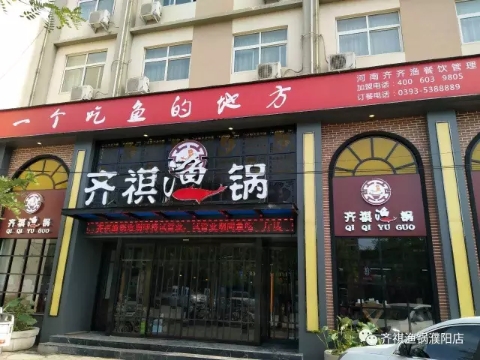 一个吃鱼的地方
河南齐齐渔餐饮管理
加盟电话：400 603 9805
订餐电话：0393-5388889
齐祺渔锅
齐祺渔锅
QI QI YU GUO
齐祺渔锅
QI QI YU GUO
齐祺渔锅濮阳店